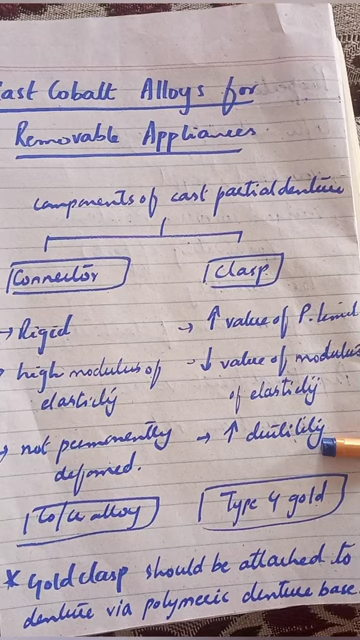 Cast Cobalt Alloys for
Removable Appliances.
components of cast partial denture
Connector
Clasp
→ Rigid
→ ↑ value of P. limit
→ high modulus of
elasticity
→ ↓ value of modulus
of elasticity
→ not permanently
deformed.
→ ↑ ductility
Co/Cr alloy
Type 4 gold
* Gold clasp should be attached to
denture via polymeric denture base.